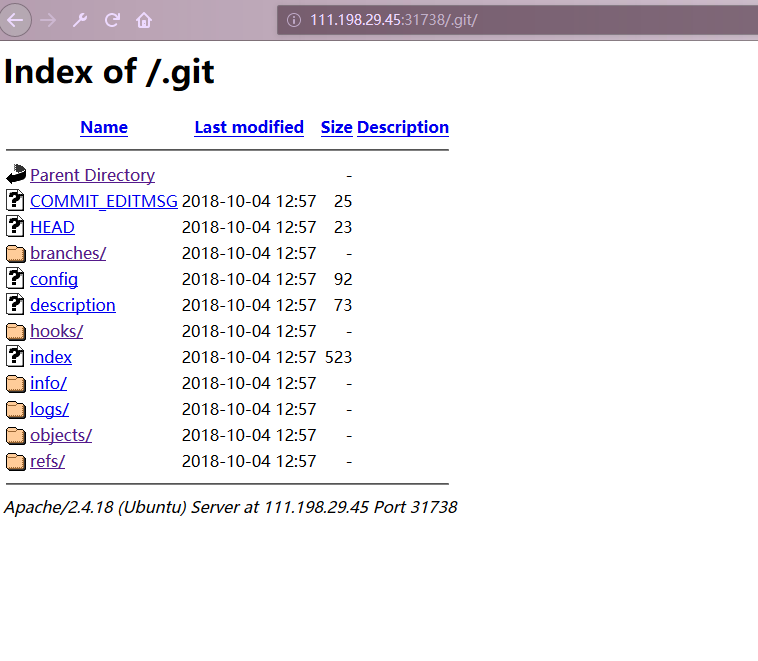 111.198.29.45:31738/.git/
Index of /.git
Name Last modified Size Description
Parent Directory -
COMMIT_EDITMSG 2018-10-04 12:57 25
HEAD 2018-10-04 12:57 23
branches/ 2018-10-04 12:57 -
config 2018-10-04 12:57 92
description 2018-10-04 12:57 73
hooks/ 2018-10-04 12:57 -
index 2018-10-04 12:57 523
info/ 2018-10-04 12:57 -
logs/ 2018-10-04 12:57 -
objects/ 2018-10-04 12:57 -
refs/ 2018-10-04 12:57 -
Apache/2.4.18 (Ubuntu) Server at 111.198.29.45 Port 31738